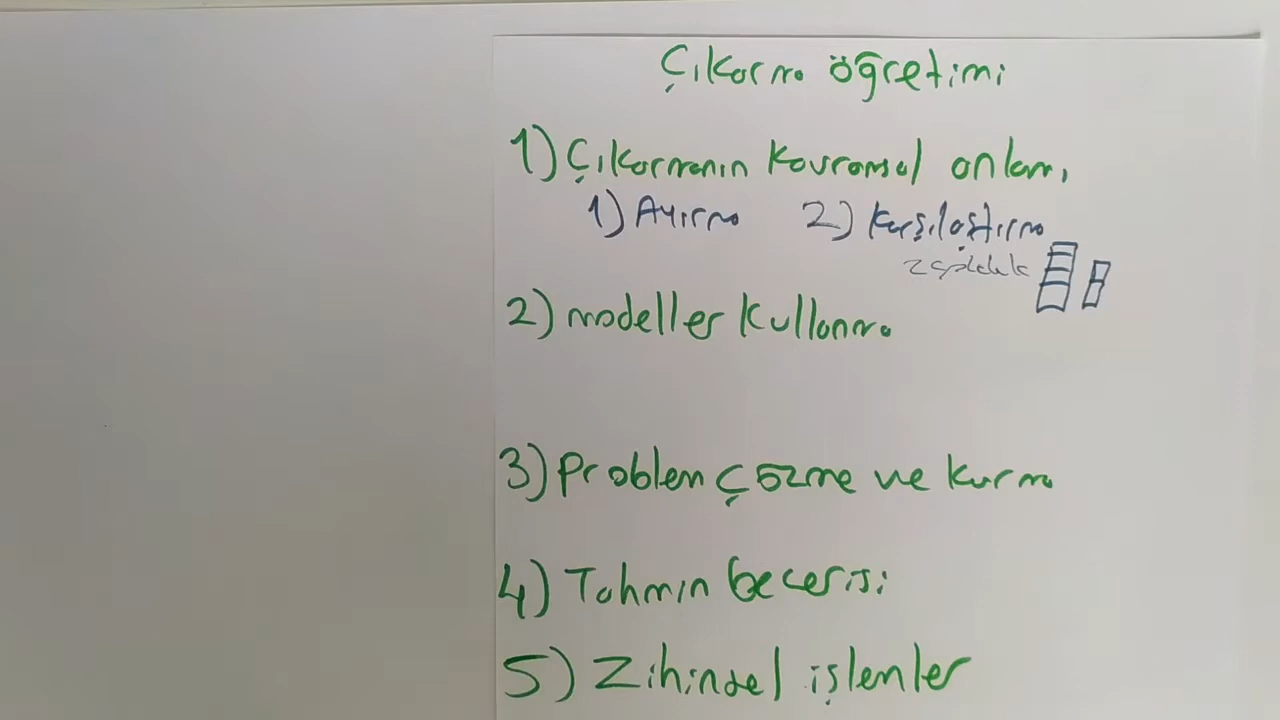 Çıkarma öğretimi
1) Çıkarmanın kavramsal anlamı
1) Ayırma 2) Karşılaştırma
2) modeller kullanma
3) Problem çözme ve kurma
4) Tahmin becerisi
5) Zihinsel işlemler